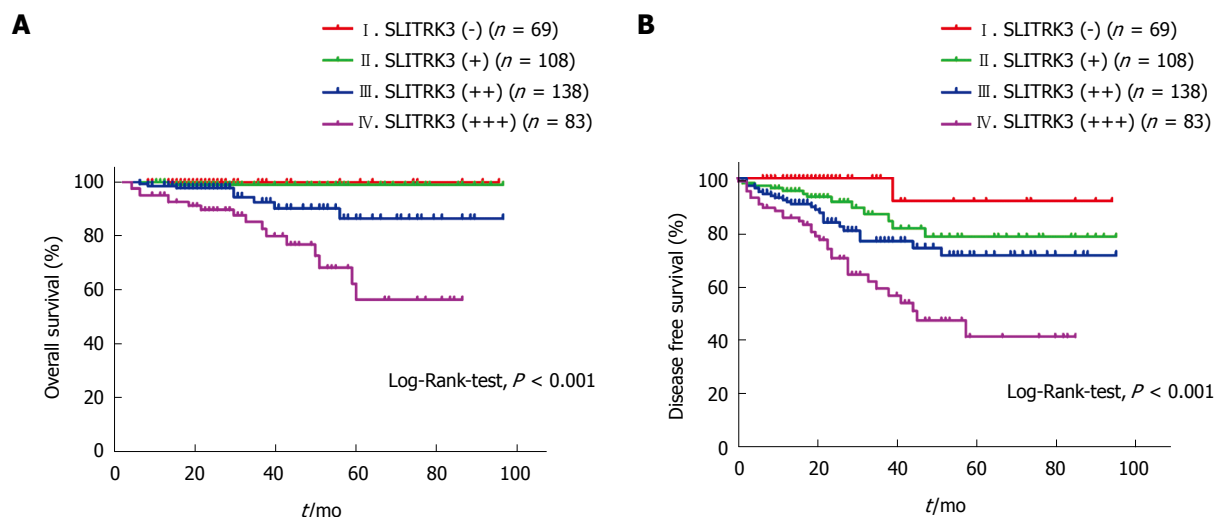 A
Ⅰ. SLITRK3 (-) (n = 69)
Ⅱ. SLITRK3 (+) (n = 108)
Ⅲ. SLITRK3 (++) (n = 138)
Ⅳ. SLITRK3 (+++) (n = 83)
Overall survival (%)
100
80
60
40
20
0
Log-Rank-test, P < 0.001
0 20 40 60 80 100
t/mo
B
Ⅰ. SLITRK3 (-) (n = 69)
Ⅱ. SLITRK3 (+) (n = 108)
Ⅲ. SLITRK3 (++) (n = 138)
Ⅳ. SLITRK3 (+++) (n = 83)
Disease free survival (%)
100
80
60
40
20
0
Log-Rank-test, P < 0.001
0 20 40 60 80 100
t/mo